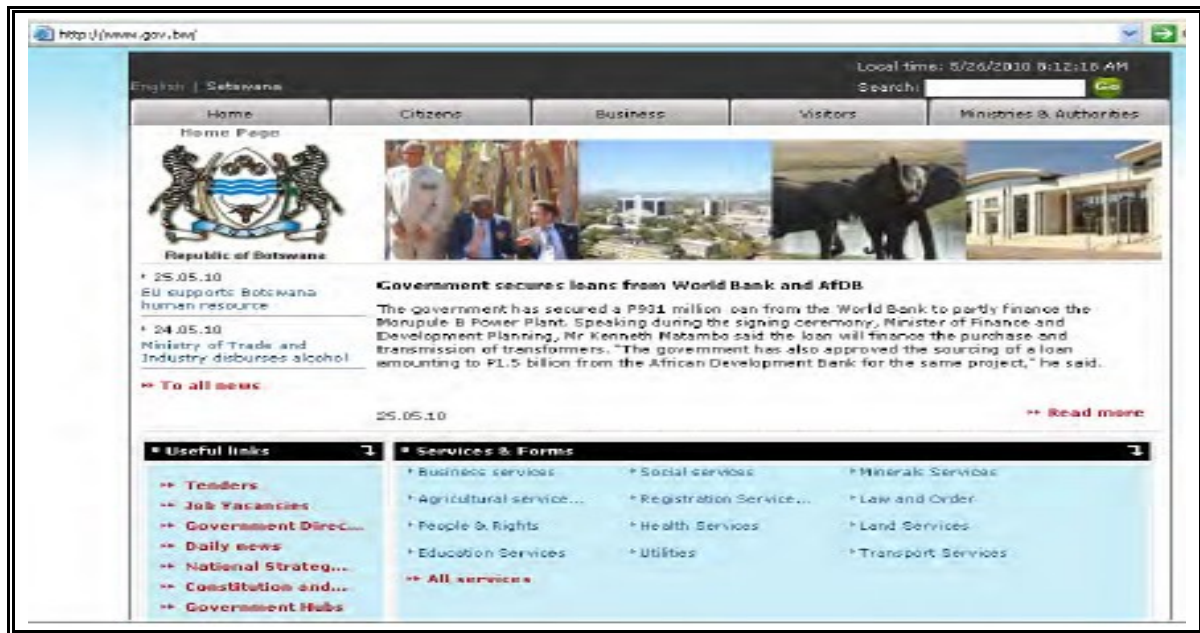 http://www.gov.bw/
Local time: 5/26/2010 8:12:18 AM
English | Setswana
Search:
Go
Home
Citizens
Business
Visitors
Ministries & Authorities
Home Page
Republic of Botswana
25.05.10
EU supports Botswana
human resource
24.05.10
Ministry of Trade and
Industry disburses alcohol
To all news
Government secures loans from World Bank and AfDB
The government has secured a P931 million oan from the World Bank to partly finance the
Morupule B Power Plant. Speaking during the signing ceremony, Minister of Finance and
Development Planning, Mr Kenneth Matambo said the loan will finance the purchase and
transmission of transformers. "The government has also approved the sourcing of a loan
amounting to P1.5 billion from the African Development Bank for the same project," he said.
25.05.10
Read more
Useful links
Tenders
Job Vacancies
Government Direc...
Daily news
National Strateg...
Constitution and...
Government Hubs
Services & Forms
Business services
Social services
Minerals Services
Agricultural service...
Registration Service...
Law and Order
People & Rights
Health Services
Land Services
Education Services
Utilities
Transport Services
All services